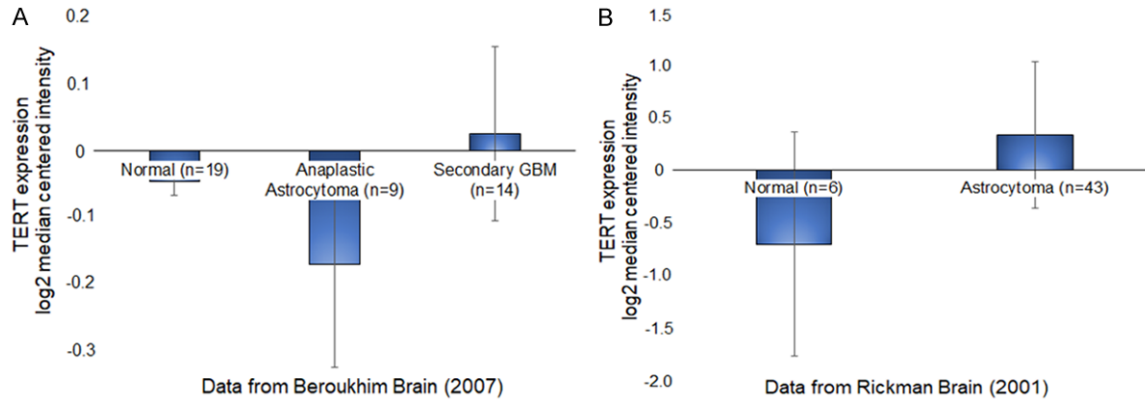 A
TERT expression
log2 median centered intensity
0.2
0.1
0
-0.1
-0.2
-0.3
Normal (n=19)
Anaplastic
Astrocytoma (n=9)
Secondary GBM
(n=14)
Data from Beroukhim Brain (2007)
B
TERT expression
log2 median centered intensity
1.5
1.0
0.5
0
-0.5
-1.0
-1.5
-2.0
Normal (n=6)
Astrocytoma (n=43)
Data from Rickman Brain (2001)